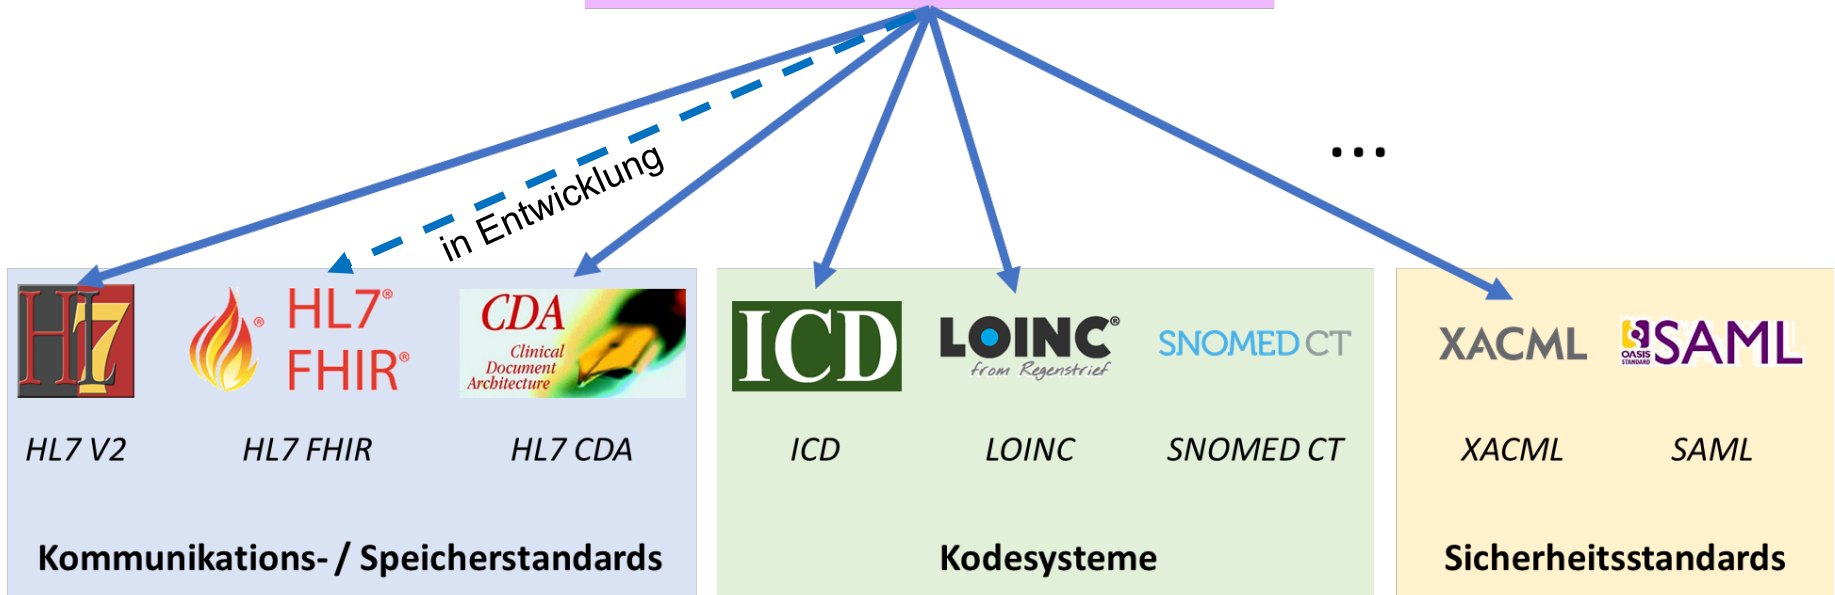 ...
in Entwicklung
HL7
HL7®
FHIR®
CDA
Clinical
Document
Architecture
ICD
LOINC®
from Regenstrief
SNOMED CT
XACML
OASIS
STANDARD
SAML
HL7 V2
HL7 FHIR
HL7 CDA
ICD
LOINC
SNOMED CT
XACML
SAML
Kommunikations- / Speicherstandards
Kodesysteme
Sicherheitsstandards